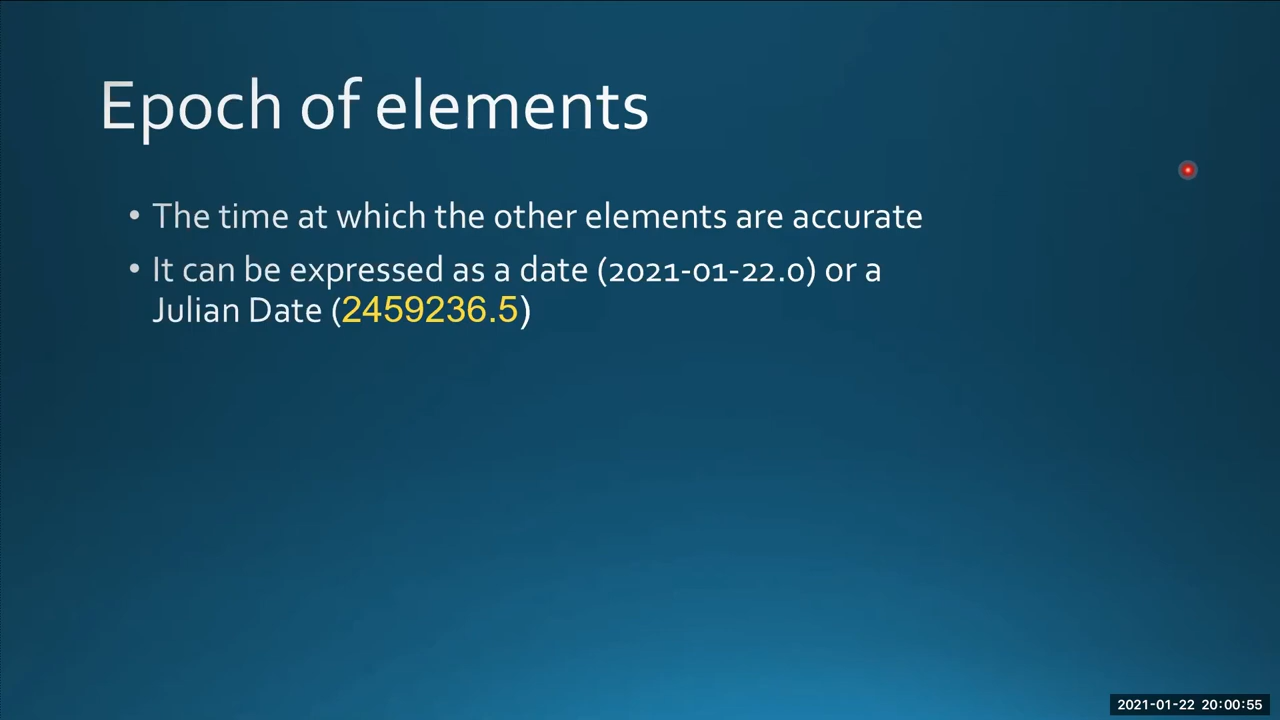 Epoch of elements
• The time at which the other elements are accurate
• It can be expressed as a date (2021-01-22.0) or a
Julian Date (2459236.5)
2021-01-22 20:00:55